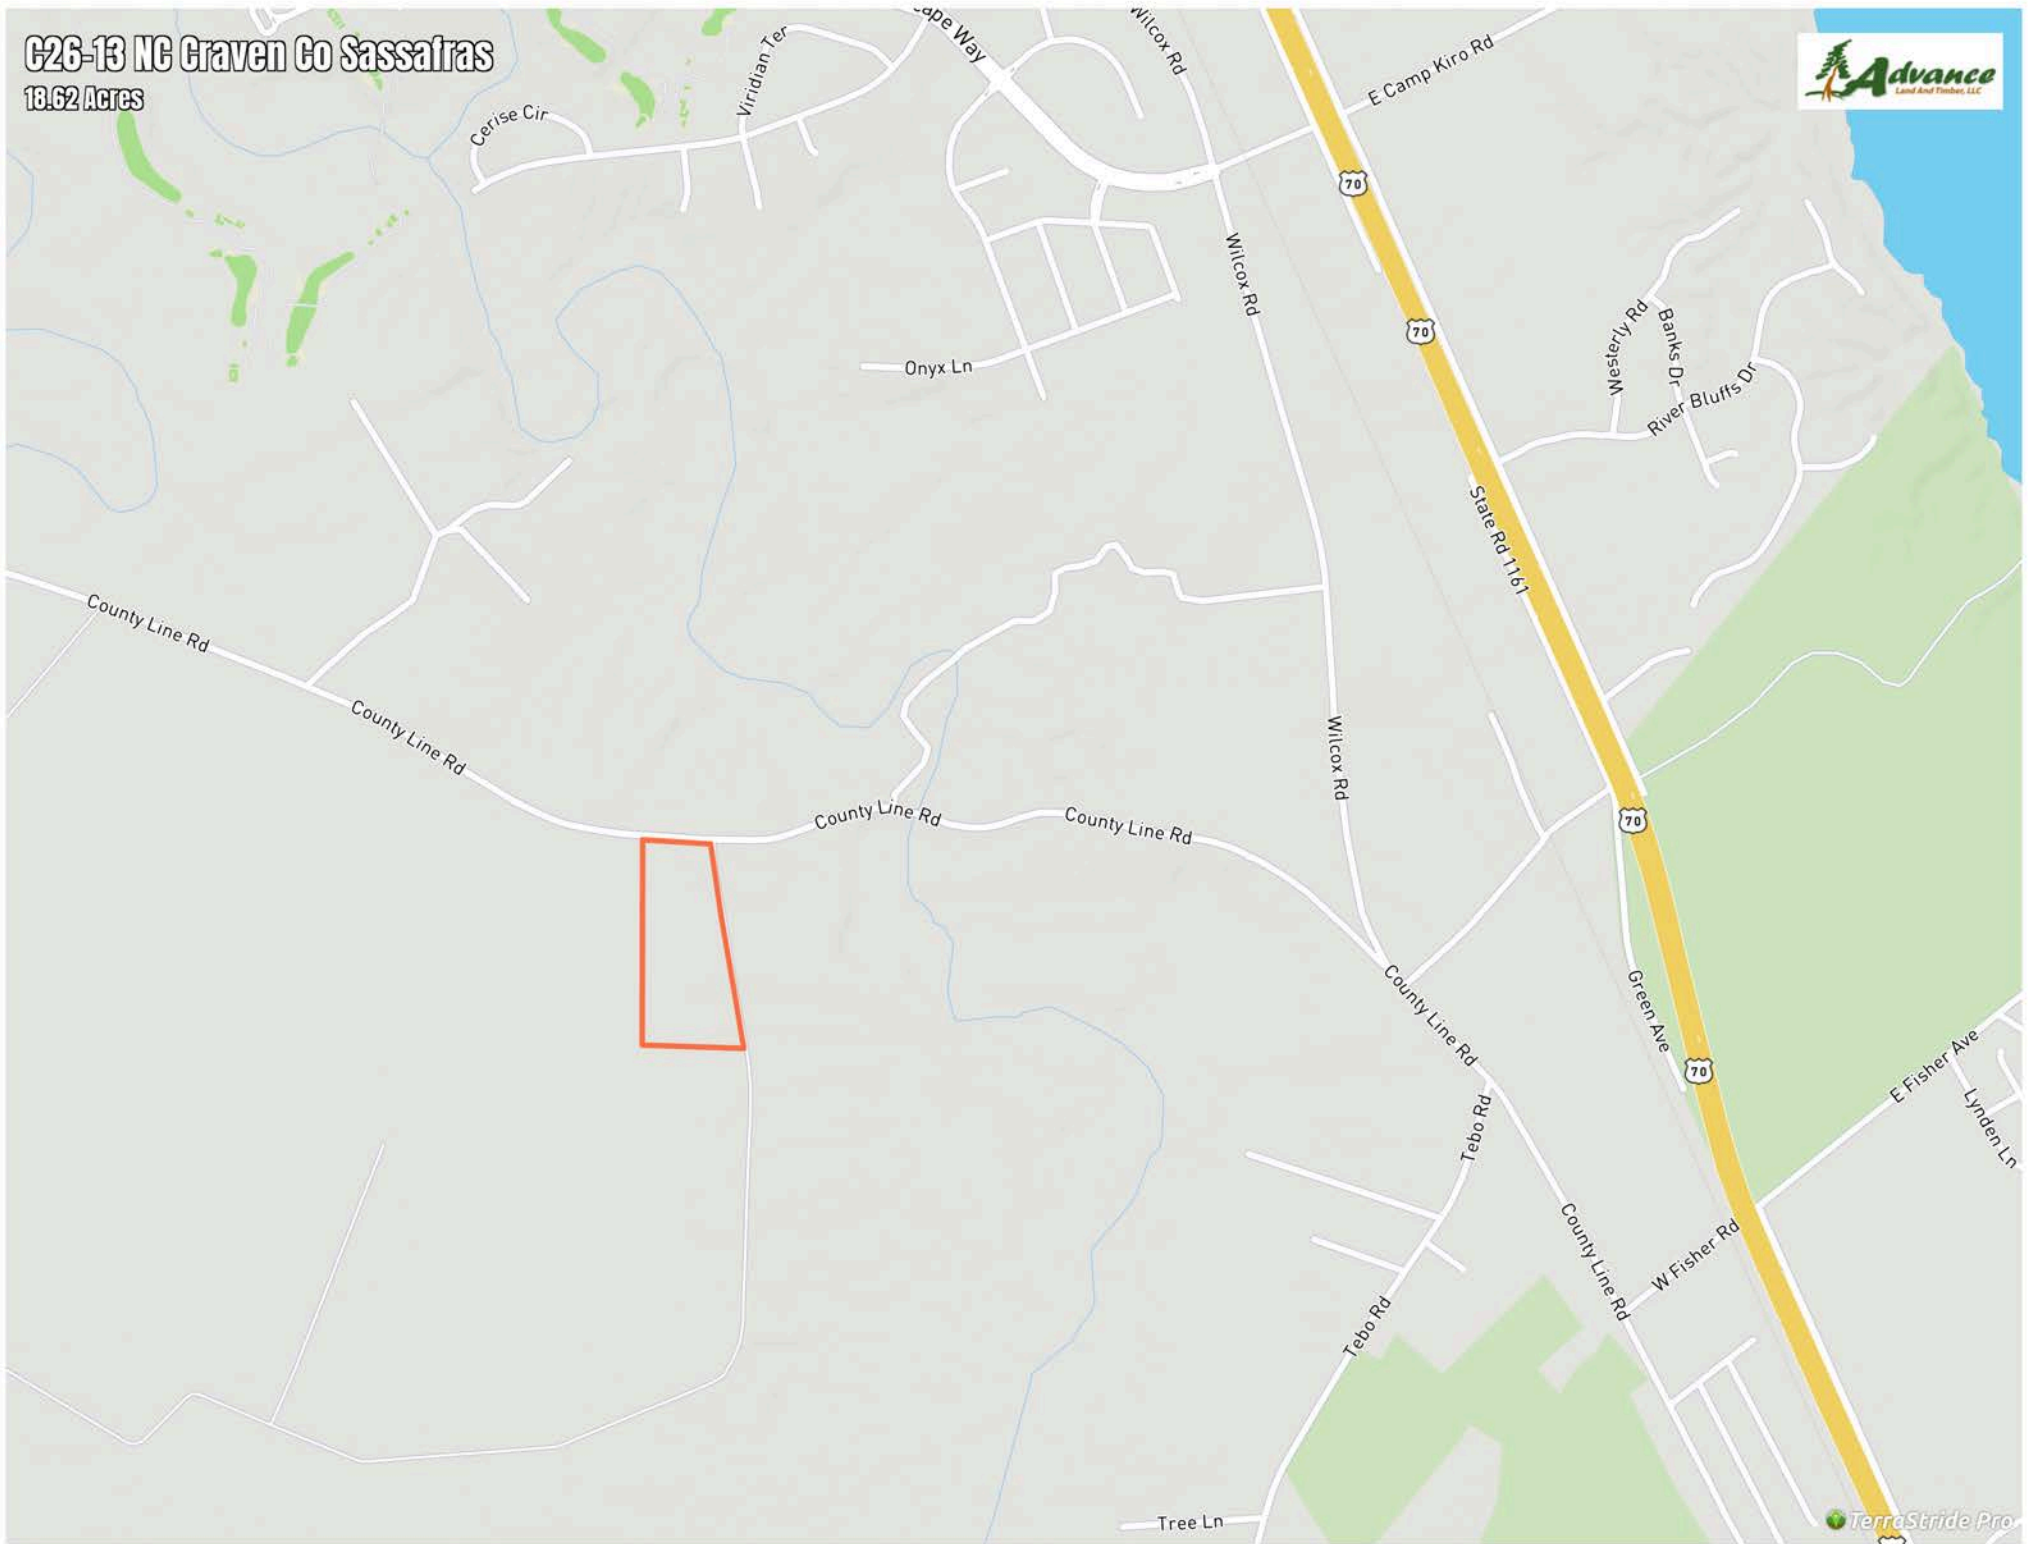 C26-13 NC Craven Co Sassafras
18.62 Acres
Advance
Land And Timber, LLC
Cerise Cir
Viridian Ter
Way
Wilcox Rd
E Camp Kiro Rd
70
Wilcox Rd
70
Onyx Ln
Westerly Rd
Banks Dr
River Bluffs Dr
State Rd 1161
County Line Rd
County Line Rd
County Line Rd
County Line Rd
Wilcox Rd
70
County Line Rd
Green Ave
70
E Fisher Ave
Lynden Ln
Tebo Rd
County Line Rd
W Fisher Rd
Tebo Rd
Tree Ln
TerraStride Pro